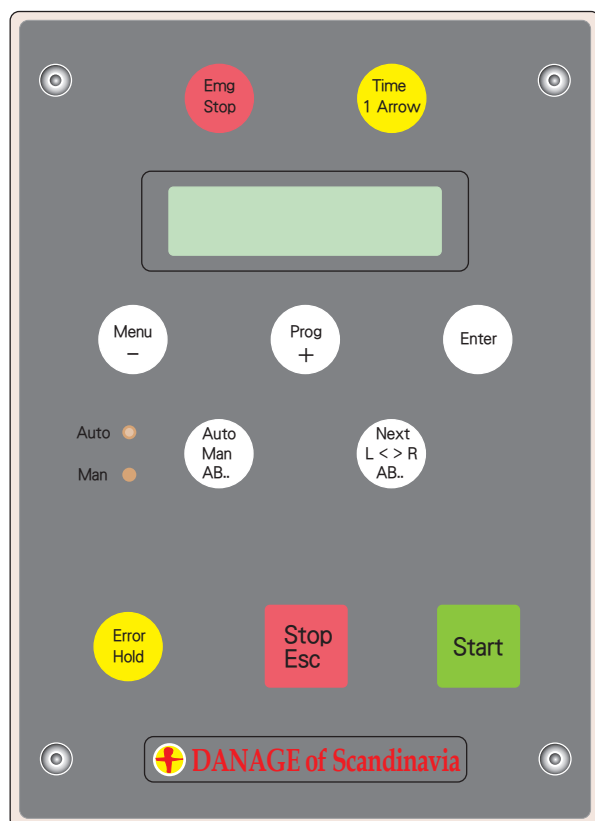 Emg
Stop
Time
1 Arrow
Menu
–
Prog
+
Enter
Auto
Man
Auto
Man
AB..
Next
L < > R
AB..
Error
Hold
Stop
Esc
Start
DANAGE of Scandinavia